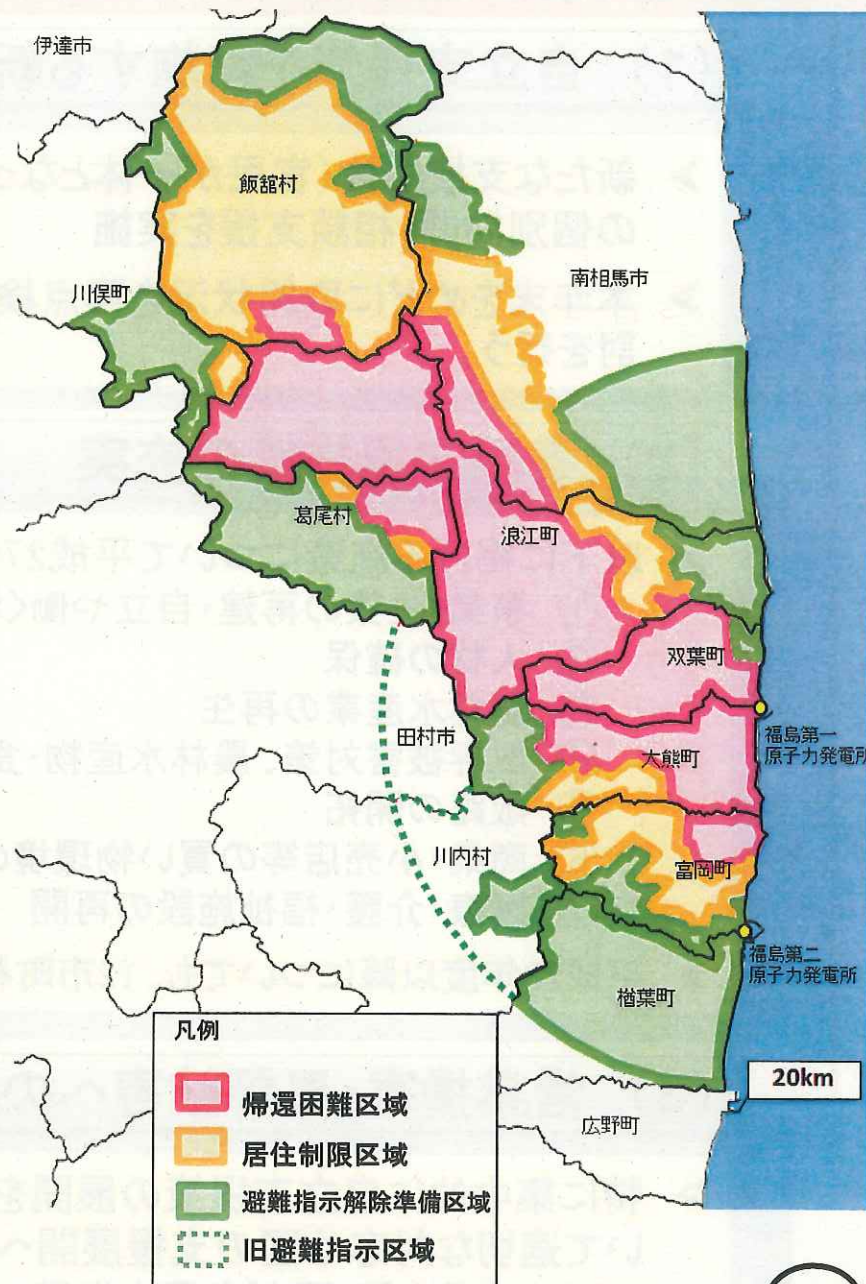 伊達市
飯舘村
川俣町
南相馬市
葛尾村
浪江町
双葉町
田村市
福島第一
原子力発電所
大熊町
川内村
富岡町
福島第二
原子力発電所
楢葉町
20km
広野町
凡例
帰還困難区域
居住制限区域
避難指示解除準備区域
旧避難指示区域